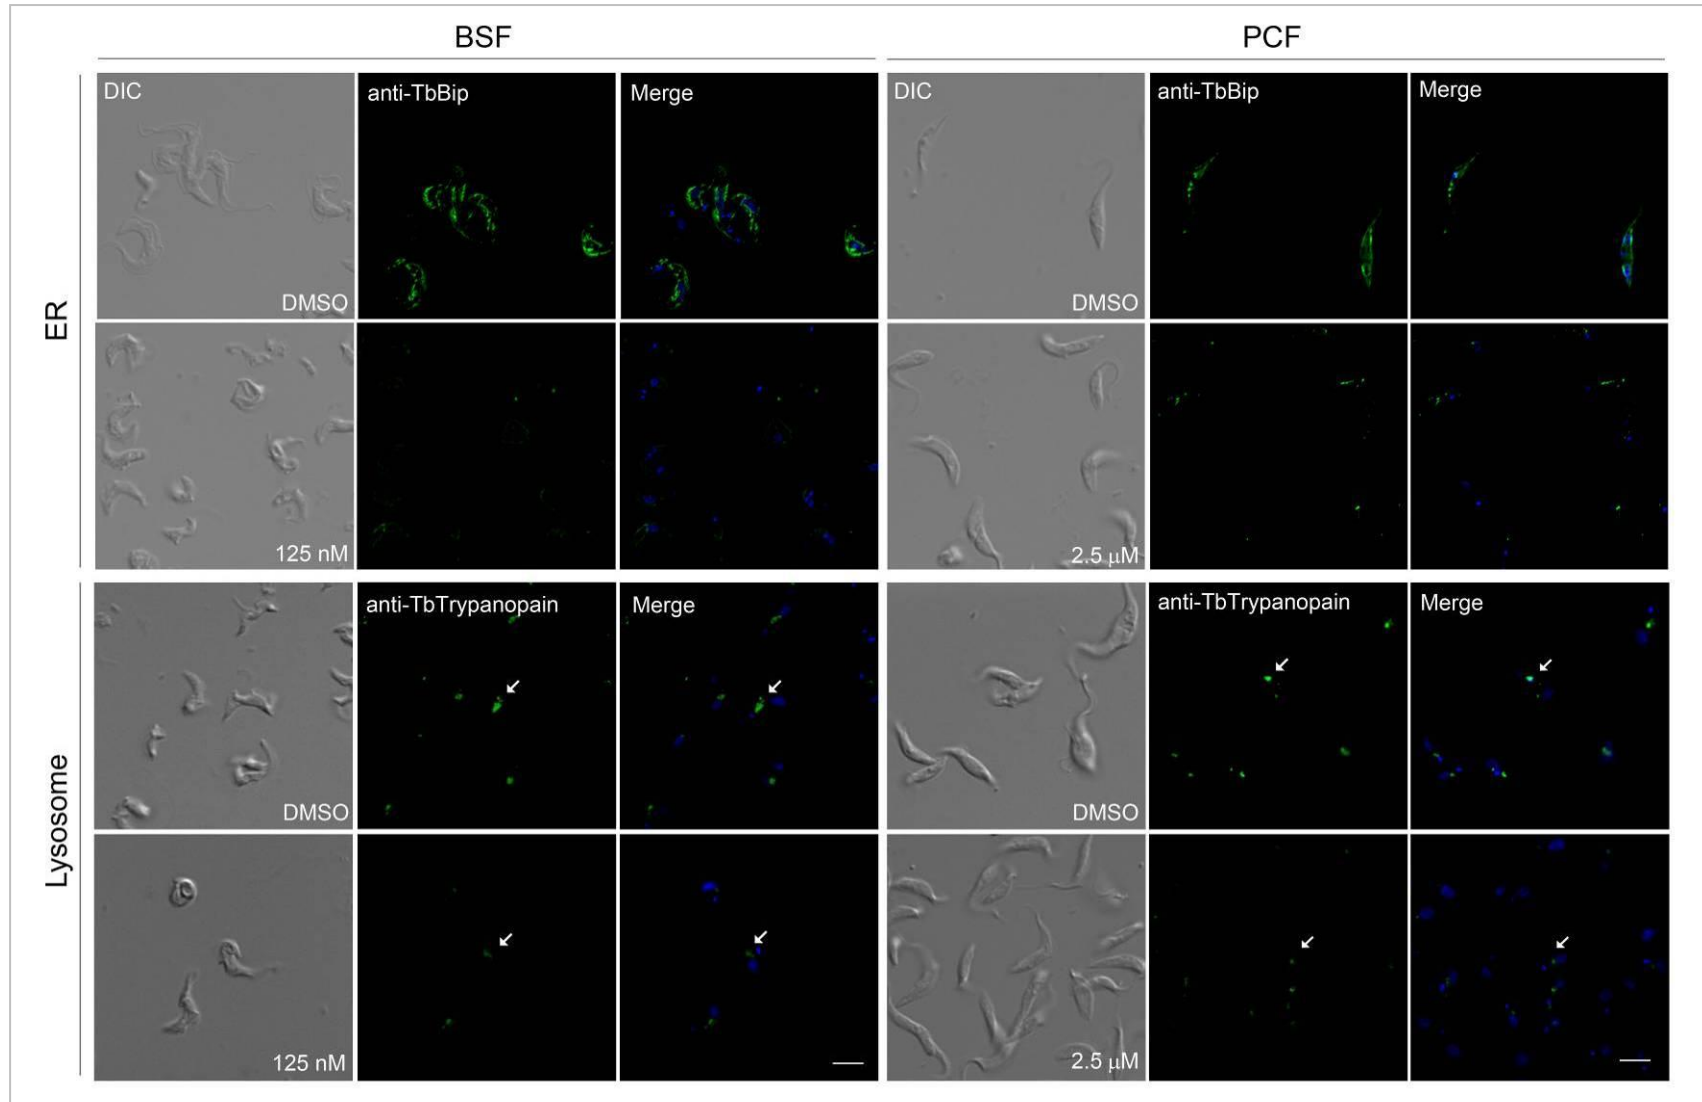 BSF
PCF
ER
DIC
anti-TbBip
Merge
DIC
anti-TbBip
Merge
DMSO
DMSO
125 nM
2.5 μM
Lysosome
anti-TbTrypanopain
Merge
anti-TbTrypanopain
Merge
DMSO
DMSO
125 nM
2.5 μM